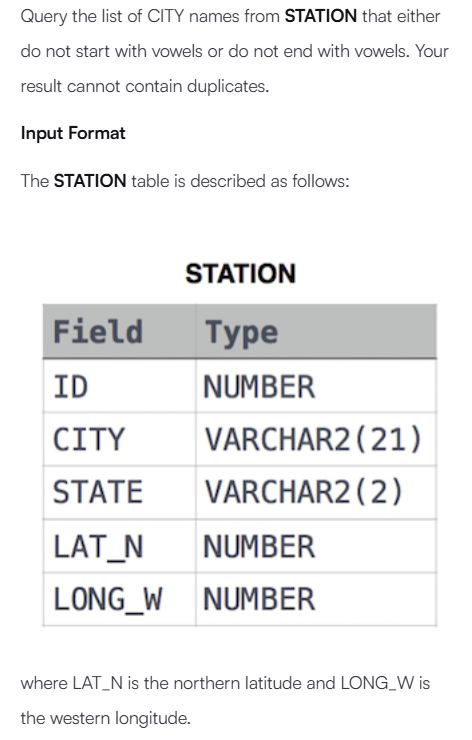 Query the list of CITY names from STATION that either
do not start with vowels or do not end with vowels. Your
result cannot contain duplicates.
Input Format
The STATION table is described as follows:
STATION
Field Type
ID NUMBER
CITY VARCHAR2(21)
STATE VARCHAR2(2)
LAT_N NUMBER
LONG_W NUMBER
where LAT_N is the northern latitude and LONG_W is
the western longitude.